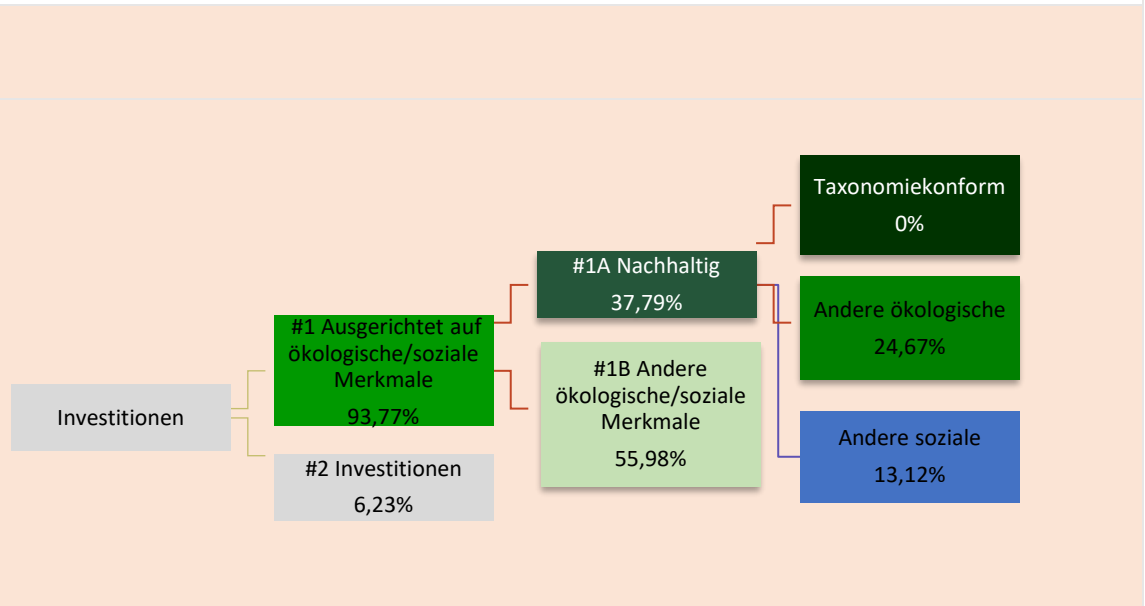 Investitionen
#1 Ausgerichtet auf
ökologische/soziale
Merkmale
93,77%
#2 Investitionen
6,23%
#1A Nachhaltig
37,79%
#1B Andere
ökologische/soziale
Merkmale
55,98%
Taxonomiekonform
0%
Andere ökologische
24,67%
Andere soziale
13,12%